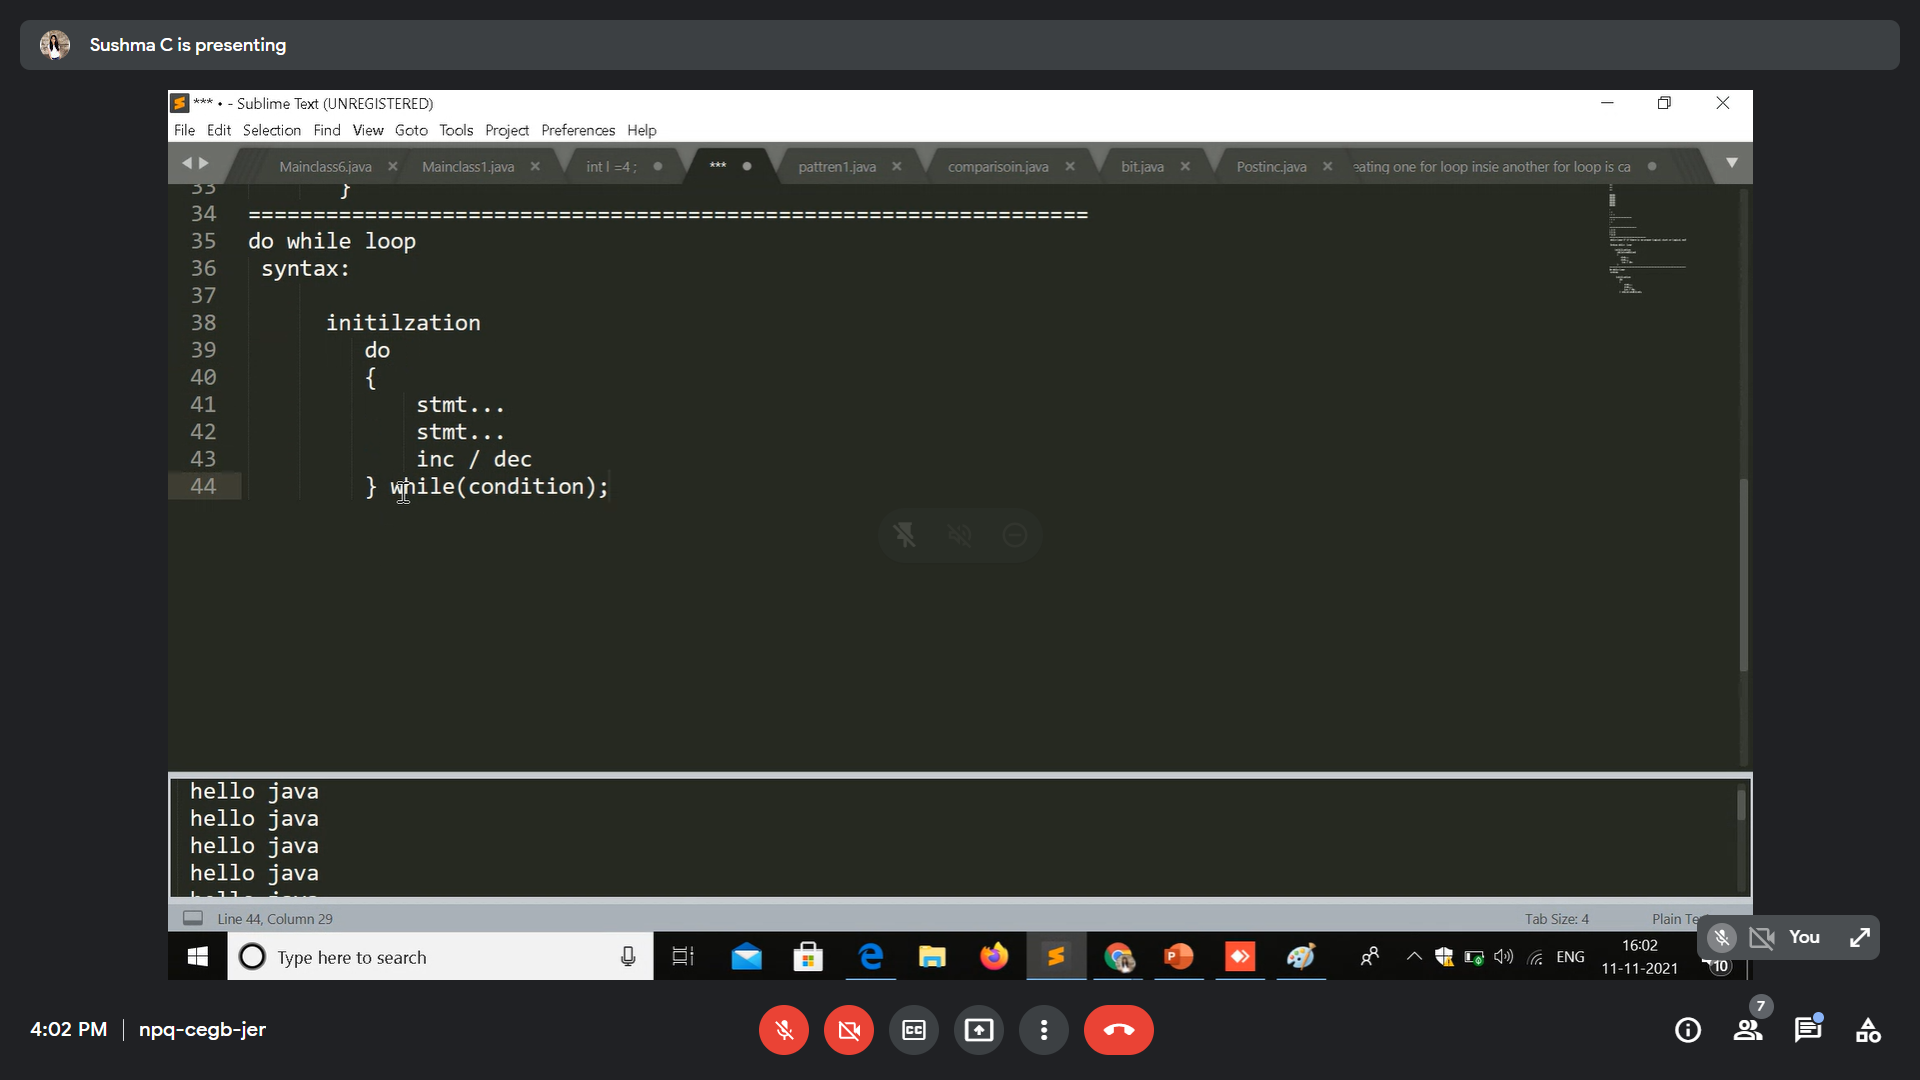 Sushma C is presenting
*** • - Sublime Text (UNREGISTERED)
File Edit Selection Find View Goto Tools Project Preferences Help
Mainclass6.java Mainclass1.java int l =4 ; *** pattren1.java comparisoin.java bit.java Postinc.java eating one for loop insie another for loop is ca
33 }
34 =================================================================
35 do while loop
36 syntax:
37
38 initilzation
39 do
40 {
41 stmt...
42 stmt...
43 inc / dec
44 } while(condition);
hello java
hello java
hello java
hello java
hello java
Line 44, Column 29 Tab Size: 4 Plain Te
You
Type here to search
ENG
16:02
11-11-2021
10
4:02 PM npq-cegb-jer
CC
7